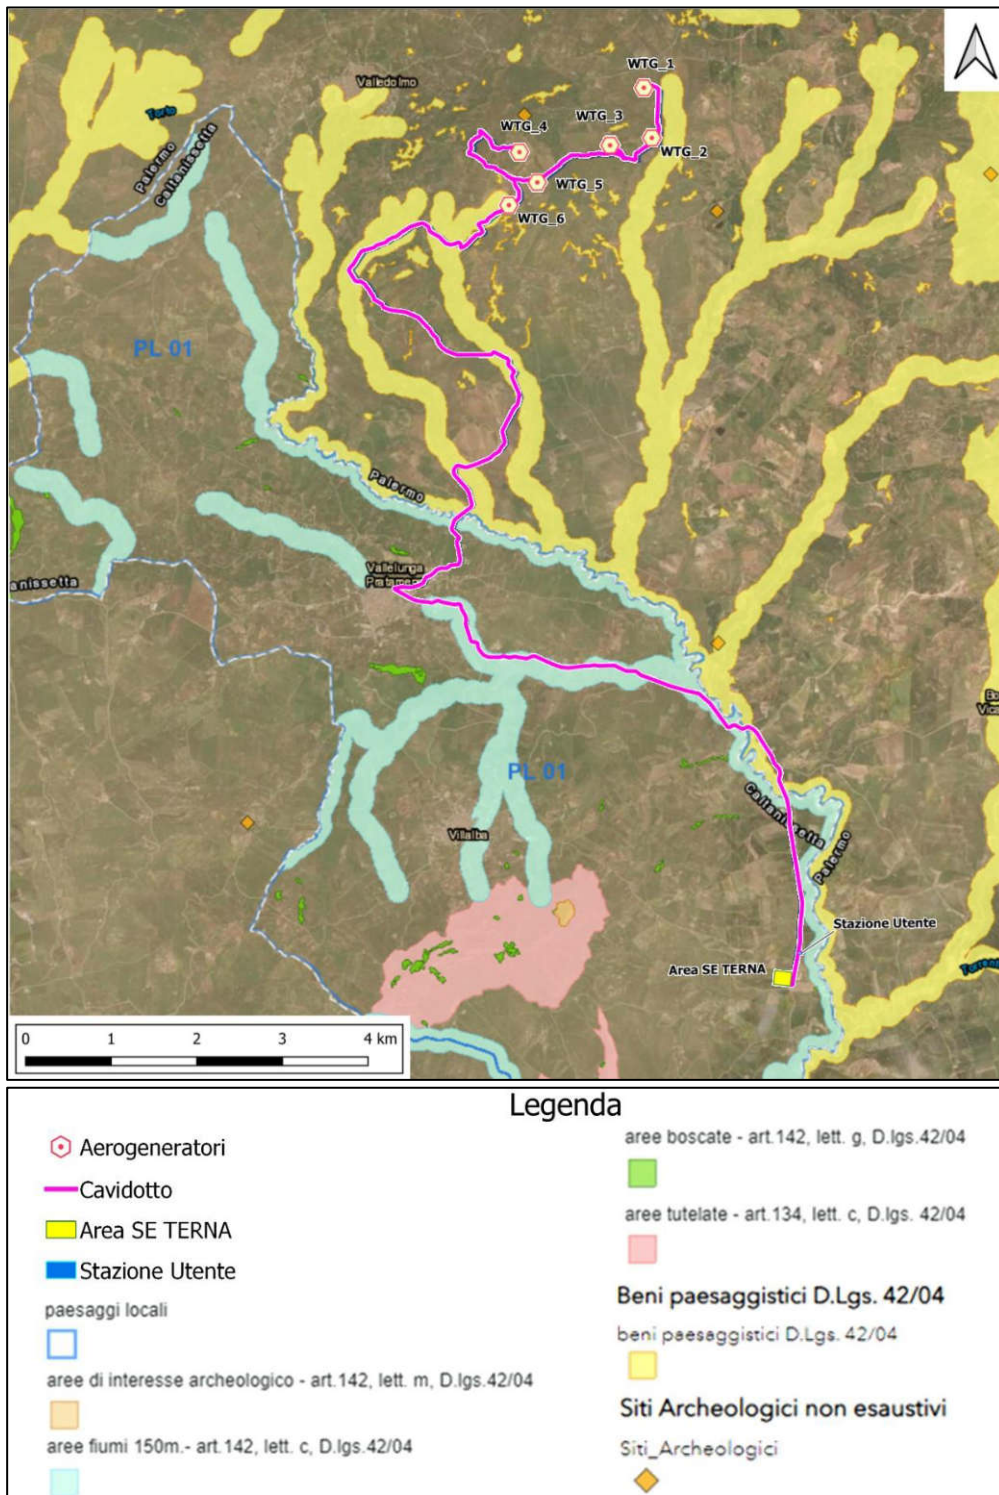 WTG_1
Valledolmo
Torto
WTG_3
WTG_4
WTG_2
Palermo
Caltanissetta
WTG_5
WTG_6
PL 01
Palermo
Vallelunga
anissetta
PL 01
Caltanissetta
Villalba
Palermo
Stazione Utente
Area SE TERNA
0 1 2 3 4 km
Legenda
Aerogeneratori
Cavidotto
Area SE TERNA
Stazione Utente
paesaggi locali
aree di interesse archeologico - art.142, lett. m, D.lgs.42/04
aree fiumi 150m.- art.142, lett. c, D.lgs.42/04
aree boscate - art.142, lett. g, D.lgs.42/04
aree tutelate - art.134, lett. c, D.lgs. 42/04
Beni paesaggistici D.Lgs. 42/04
beni paesaggistici D.Lgs. 42/04
Siti Archeologici non esaustivi
Siti_Archeologici